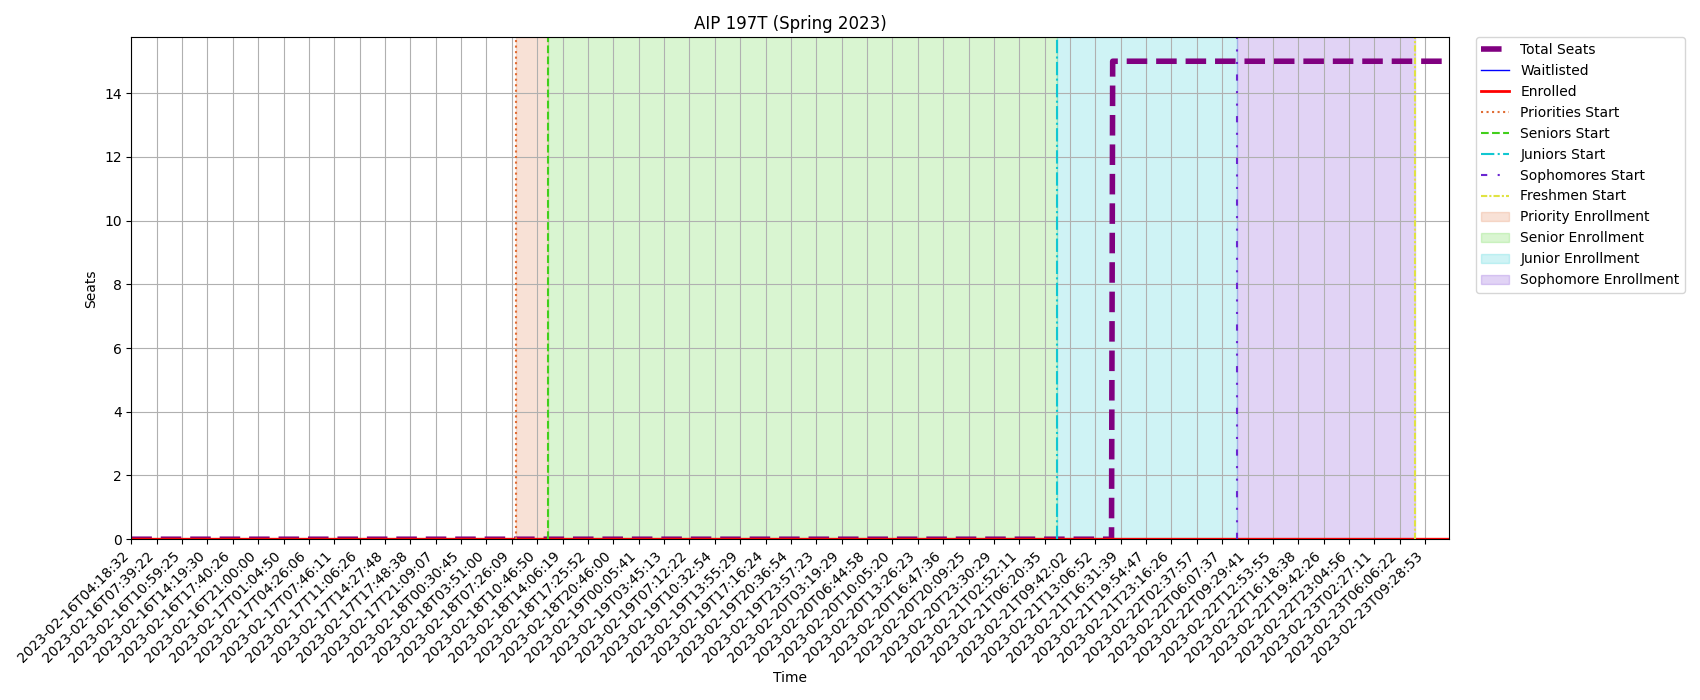 AIP 197T (Spring 2023)
Seats
0
2
4
6
8
10
12
14
2023-02-16T04:18:32
2023-02-16T07:39:22
2023-02-16T10:59:25
2023-02-16T14:19:30
2023-02-16T17:40:26
2023-02-16T21:00:00
2023-02-17T01:04:50
2023-02-17T04:26:06
2023-02-17T07:46:11
2023-02-17T11:06:26
2023-02-17T14:27:48
2023-02-17T17:48:38
2023-02-17T21:09:07
2023-02-18T00:30:45
2023-02-18T03:51:00
2023-02-18T07:26:09
2023-02-18T10:46:50
2023-02-18T14:06:19
2023-02-18T17:25:52
2023-02-18T20:46:00
2023-02-19T00:05:41
2023-02-19T03:45:13
2023-02-19T07:12:22
2023-02-19T10:32:54
2023-02-19T13:55:29
2023-02-19T17:16:24
2023-02-19T20:36:54
2023-02-19T23:57:23
2023-02-20T03:19:29
2023-02-20T06:44:58
2023-02-20T10:05:20
2023-02-20T13:26:23
2023-02-20T16:47:36
2023-02-20T20:09:25
2023-02-20T23:30:29
2023-02-21T02:52:11
2023-02-21T06:20:35
2023-02-21T09:42:02
2023-02-21T13:06:52
2023-02-21T16:31:39
2023-02-21T19:54:47
2023-02-21T23:16:26
2023-02-22T02:37:57
2023-02-22T06:07:37
2023-02-22T09:29:41
2023-02-22T12:53:55
2023-02-22T16:18:38
2023-02-22T19:42:26
2023-02-22T23:04:56
2023-02-23T02:27:11
2023-02-23T06:06:22
2023-02-23T09:28:53
Time
Total Seats
Waitlisted
Enrolled
Priorities Start
Seniors Start
Juniors Start
Sophomores Start
Freshmen Start
Priority Enrollment
Senior Enrollment
Junior Enrollment
Sophomore Enrollment